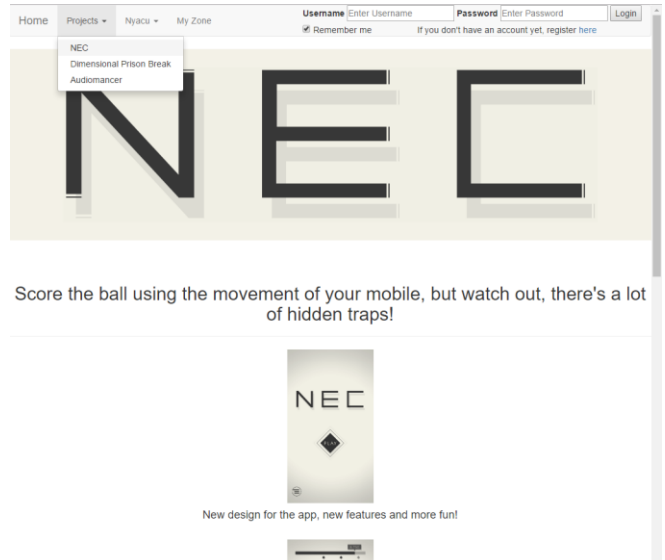 Home Projects Nyacu My Zone Username Enter Username Password Enter Password Login
Remember me If you don't have an account yet, register here
NEC
Dimensional Prison Break
Audiomancer
NEC
Score the ball using the movement of your mobile, but watch out, there's a lot
of hidden traps!
NEC
PLAY
New design for the app, new features and more fun!